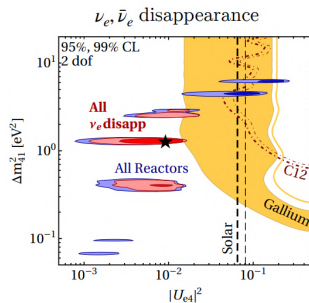 νe, ν̄e disappearance
95%, 99% CL
2 dof
All
νe disapp
All Reactors
C12
Gallium
Solar
Δm²41 [eV²]
10¹
10⁰
10⁻¹
10⁻³
10⁻²
10⁻¹
|Ue4|²